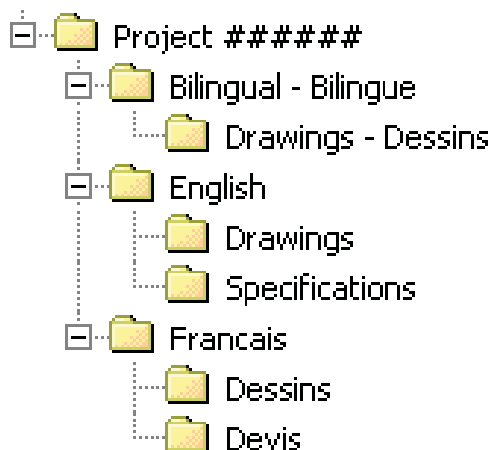 Project ######
Bilingual - Bilingue
Drawings - Dessins
English
Drawings
Specifications
Francais
Dessins
Devis